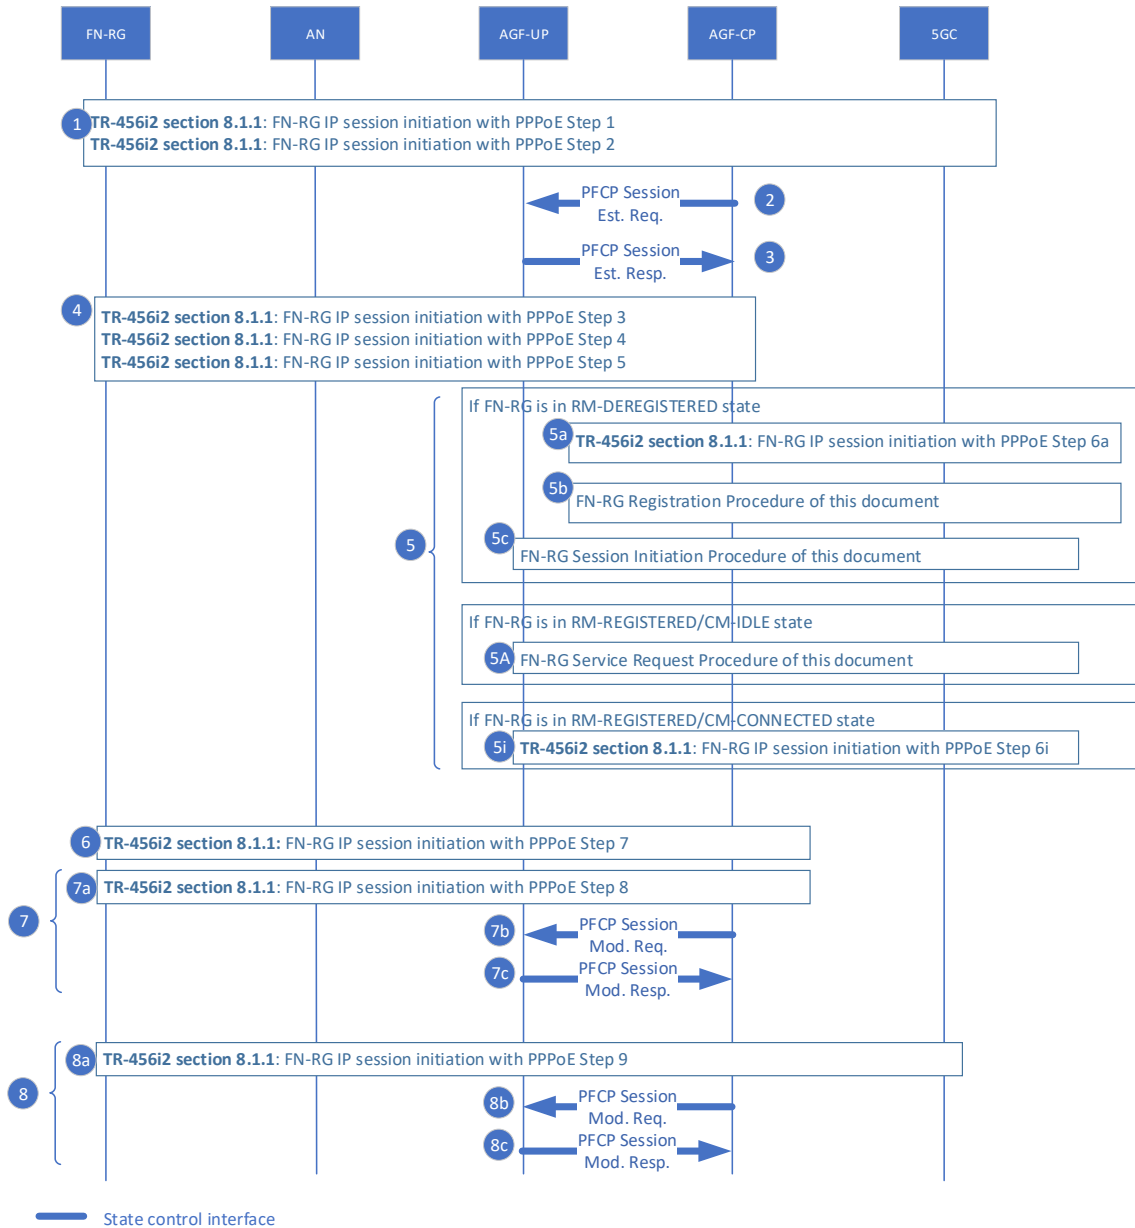 FN-RG
AN
AGF-UP
AGF-CP
5GC
1
TR-456i2 section 8.1.1: FN-RG IP session initiation with PPPoE Step 1
TR-456i2 section 8.1.1: FN-RG IP session initiation with PPPoE Step 2
PFCP Session
Est. Req.
2
PFCP Session
Est. Resp.
3
4
TR-456i2 section 8.1.1: FN-RG IP session initiation with PPPoE Step 3
TR-456i2 section 8.1.1: FN-RG IP session initiation with PPPoE Step 4
TR-456i2 section 8.1.1: FN-RG IP session initiation with PPPoE Step 5
5
If FN-RG is in RM-DEREGISTERED state
5a
TR-456i2 section 8.1.1: FN-RG IP session initiation with PPPoE Step 6a
5b
FN-RG Registration Procedure of this document
5c
FN-RG Session Initiation Procedure of this document
If FN-RG is in RM-REGISTERED/CM-IDLE state
5A
FN-RG Service Request Procedure of this document
If FN-RG is in RM-REGISTERED/CM-CONNECTED state
5i
TR-456i2 section 8.1.1: FN-RG IP session initiation with PPPoE Step 6i
6
TR-456i2 section 8.1.1: FN-RG IP session initiation with PPPoE Step 7
7
7a
TR-456i2 section 8.1.1: FN-RG IP session initiation with PPPoE Step 8
7b
PFCP Session
Mod. Req.
7c
PFCP Session
Mod. Resp.
8
8a
TR-456i2 section 8.1.1: FN-RG IP session initiation with PPPoE Step 9
8b
PFCP Session
Mod. Req.
8c
PFCP Session
Mod. Resp.
State control interface